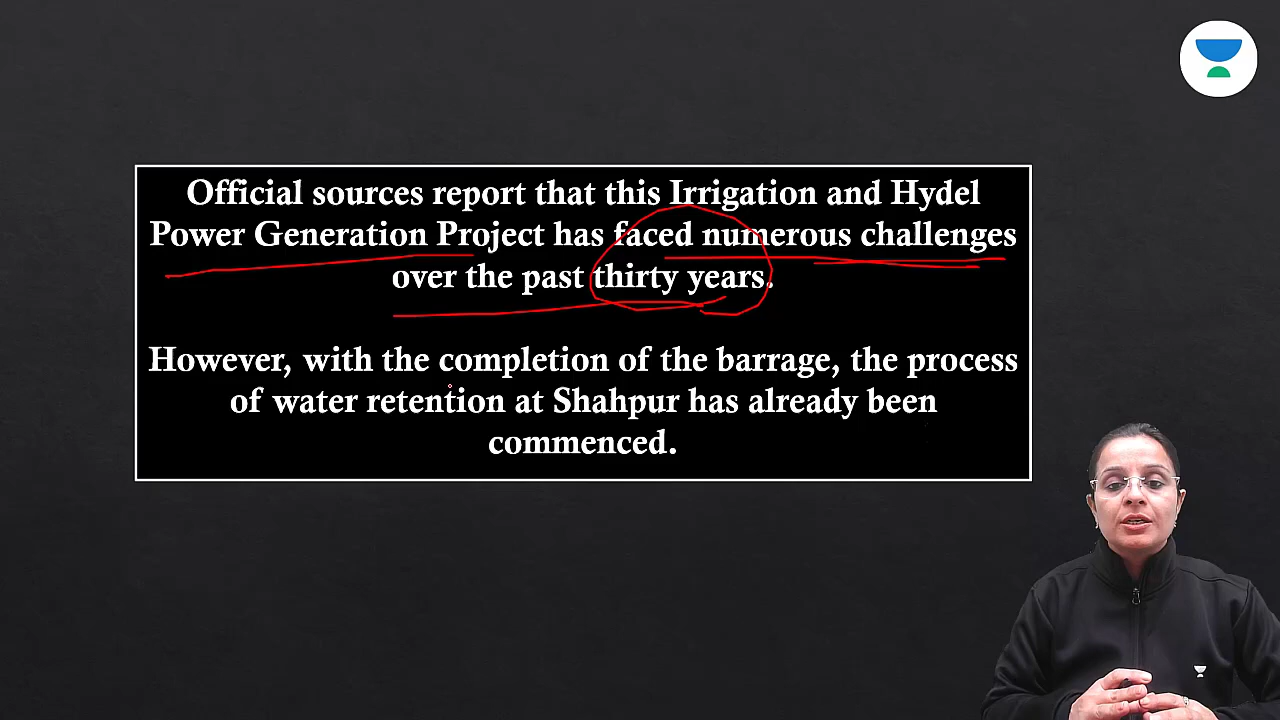 Official sources report that this Irrigation and Hydel
Power Generation Project has faced numerous challenges
over the past thirty years.
However, with the completion of the barrage, the process
of water retention at Shahpur has already been
commenced.